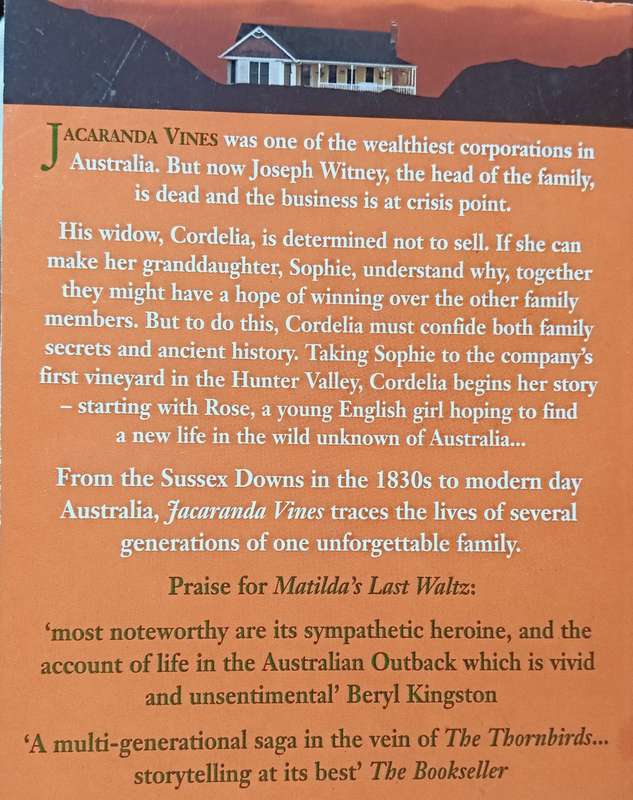 JACARANDA VINES was one of the wealthiest corporations in
Australia. But now Joseph Witney, the head of the family,
is dead and the business is at crisis point.
His widow, Cordelia, is determined not to sell. If she can
make her granddaughter, Sophie, understand why, together
they might have a hope of winning over the other family
members. But to do this, Cordelia must confide both family
secrets and ancient history. Taking Sophie to the company's
first vineyard in the Hunter Valley, Cordelia begins her story
– starting with Rose, a young English girl hoping to find
a new life in the wild unknown of Australia...
From the Sussex Downs in the 1830s to modern day
Australia, Jacaranda Vines traces the lives of several
generations of one unforgettable family.
Praise for Matilda's Last Waltz:
'most noteworthy are its sympathetic heroine, and the
account of life in the Australian Outback which is vivid
and unsentimental' Beryl Kingston
'A multi-generational saga in the vein of The Thornbirds...
storytelling at its best' The Bookseller